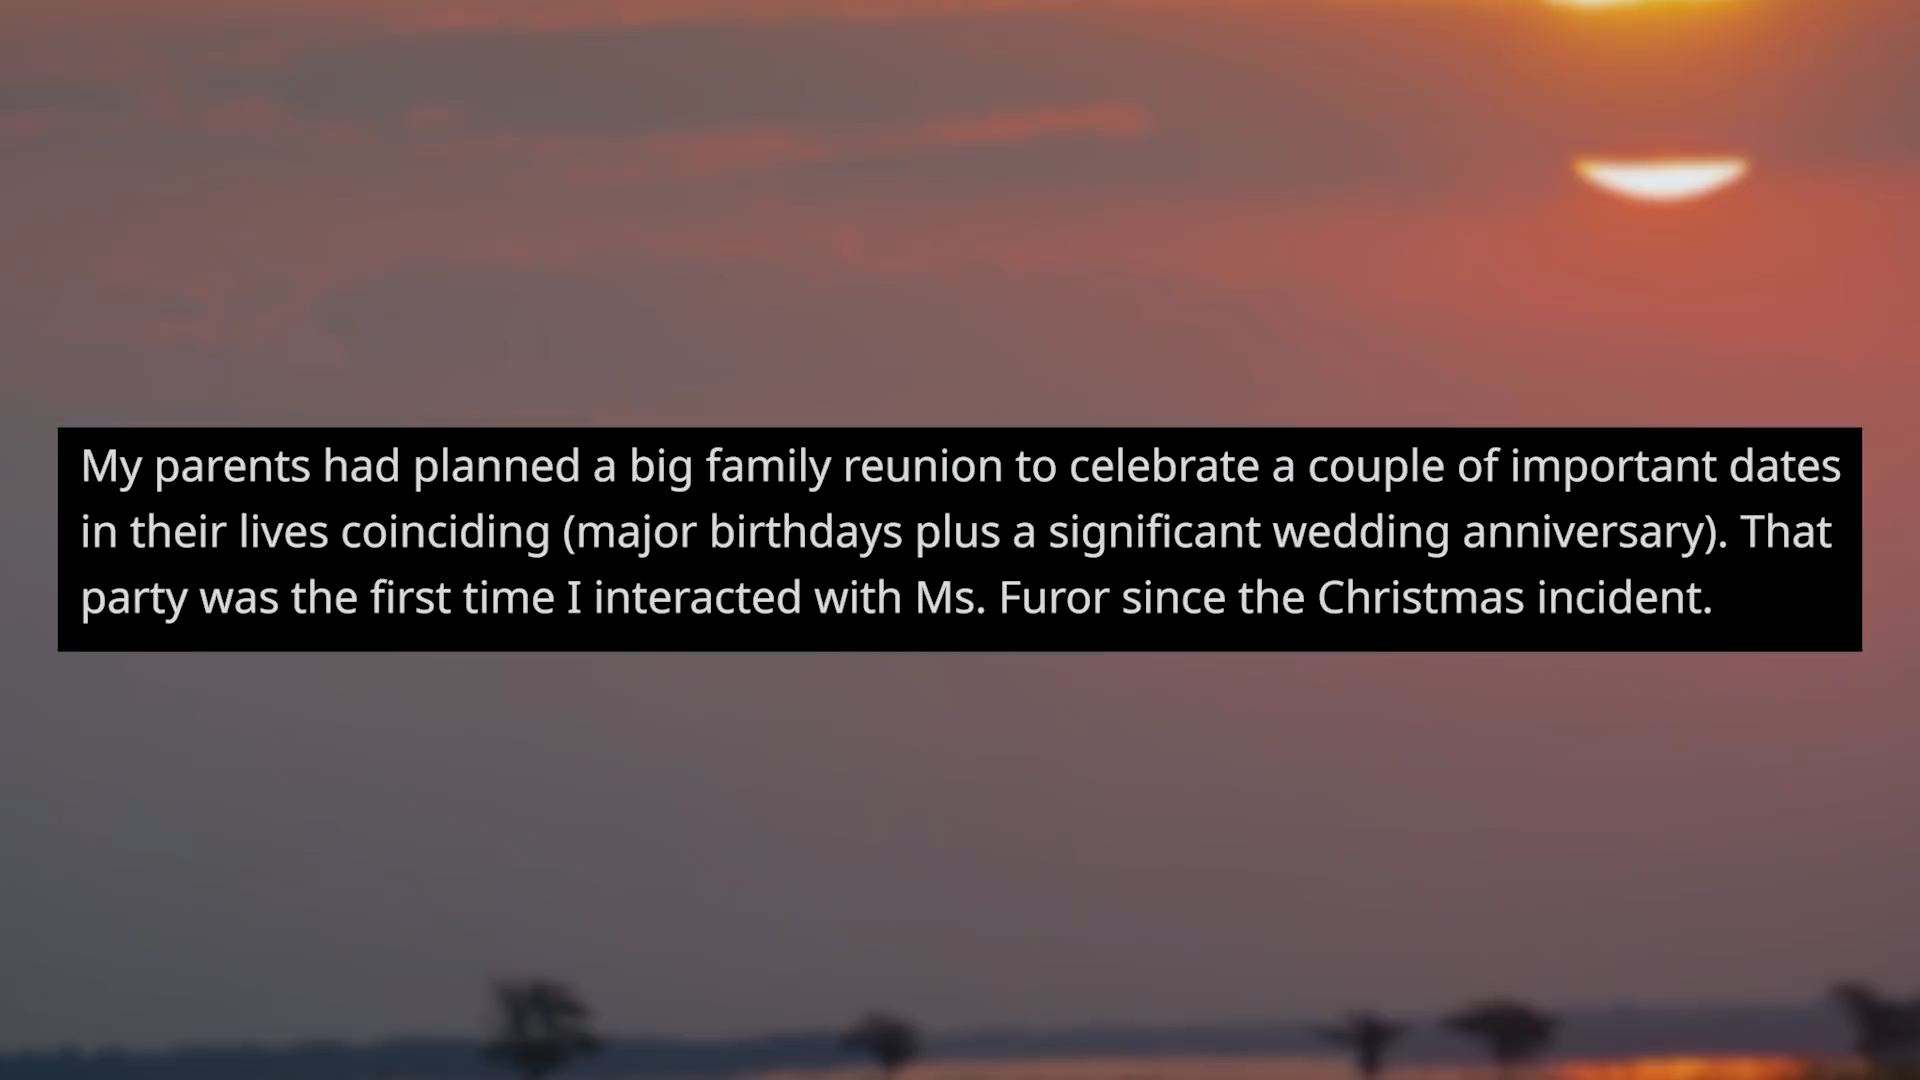 My parents had planned a big family reunion to celebrate a couple of important dates
in their lives coinciding (major birthdays plus a significant wedding anniversary). That
party was the first time I interacted with Ms. Furor since the Christmas incident.